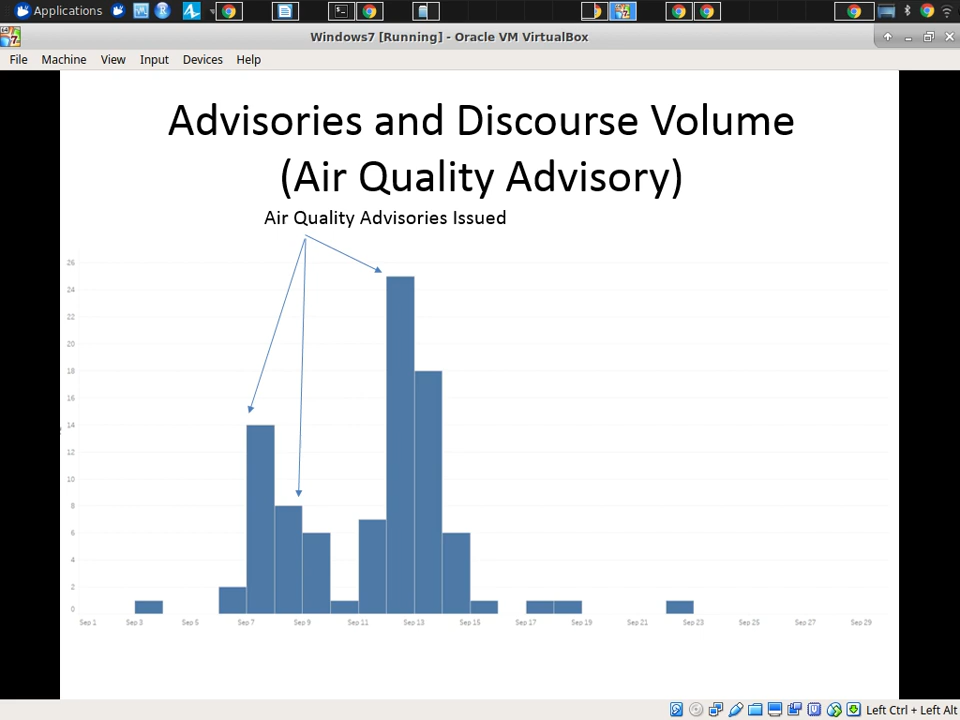 Applications
Windows7 [Running] - Oracle VM VirtualBox
File Machine View Input Devices Help
Advisories and Discourse Volume
(Air Quality Advisory)
Air Quality Advisories Issued
26
24
22
20
18
16
14
12
10
8
6
4
2
0
Sep 1 Sep 3 Sep 5 Sep 7 Sep 9 Sep 11 Sep 13 Sep 15 Sep 17 Sep 19 Sep 21 Sep 23 Sep 25 Sep 27 Sep 29
Left Ctrl + Left Alt